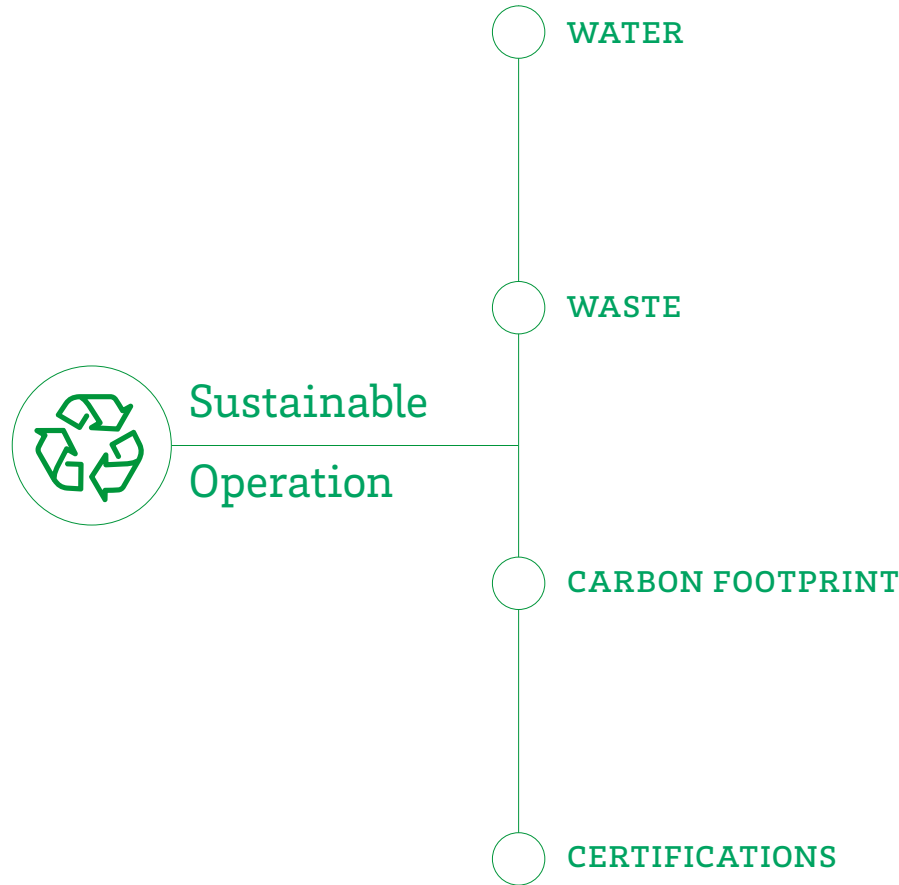 WATER
WASTE
Sustainable
Operation
CARBON FOOTPRINT
CERTIFICATIONS